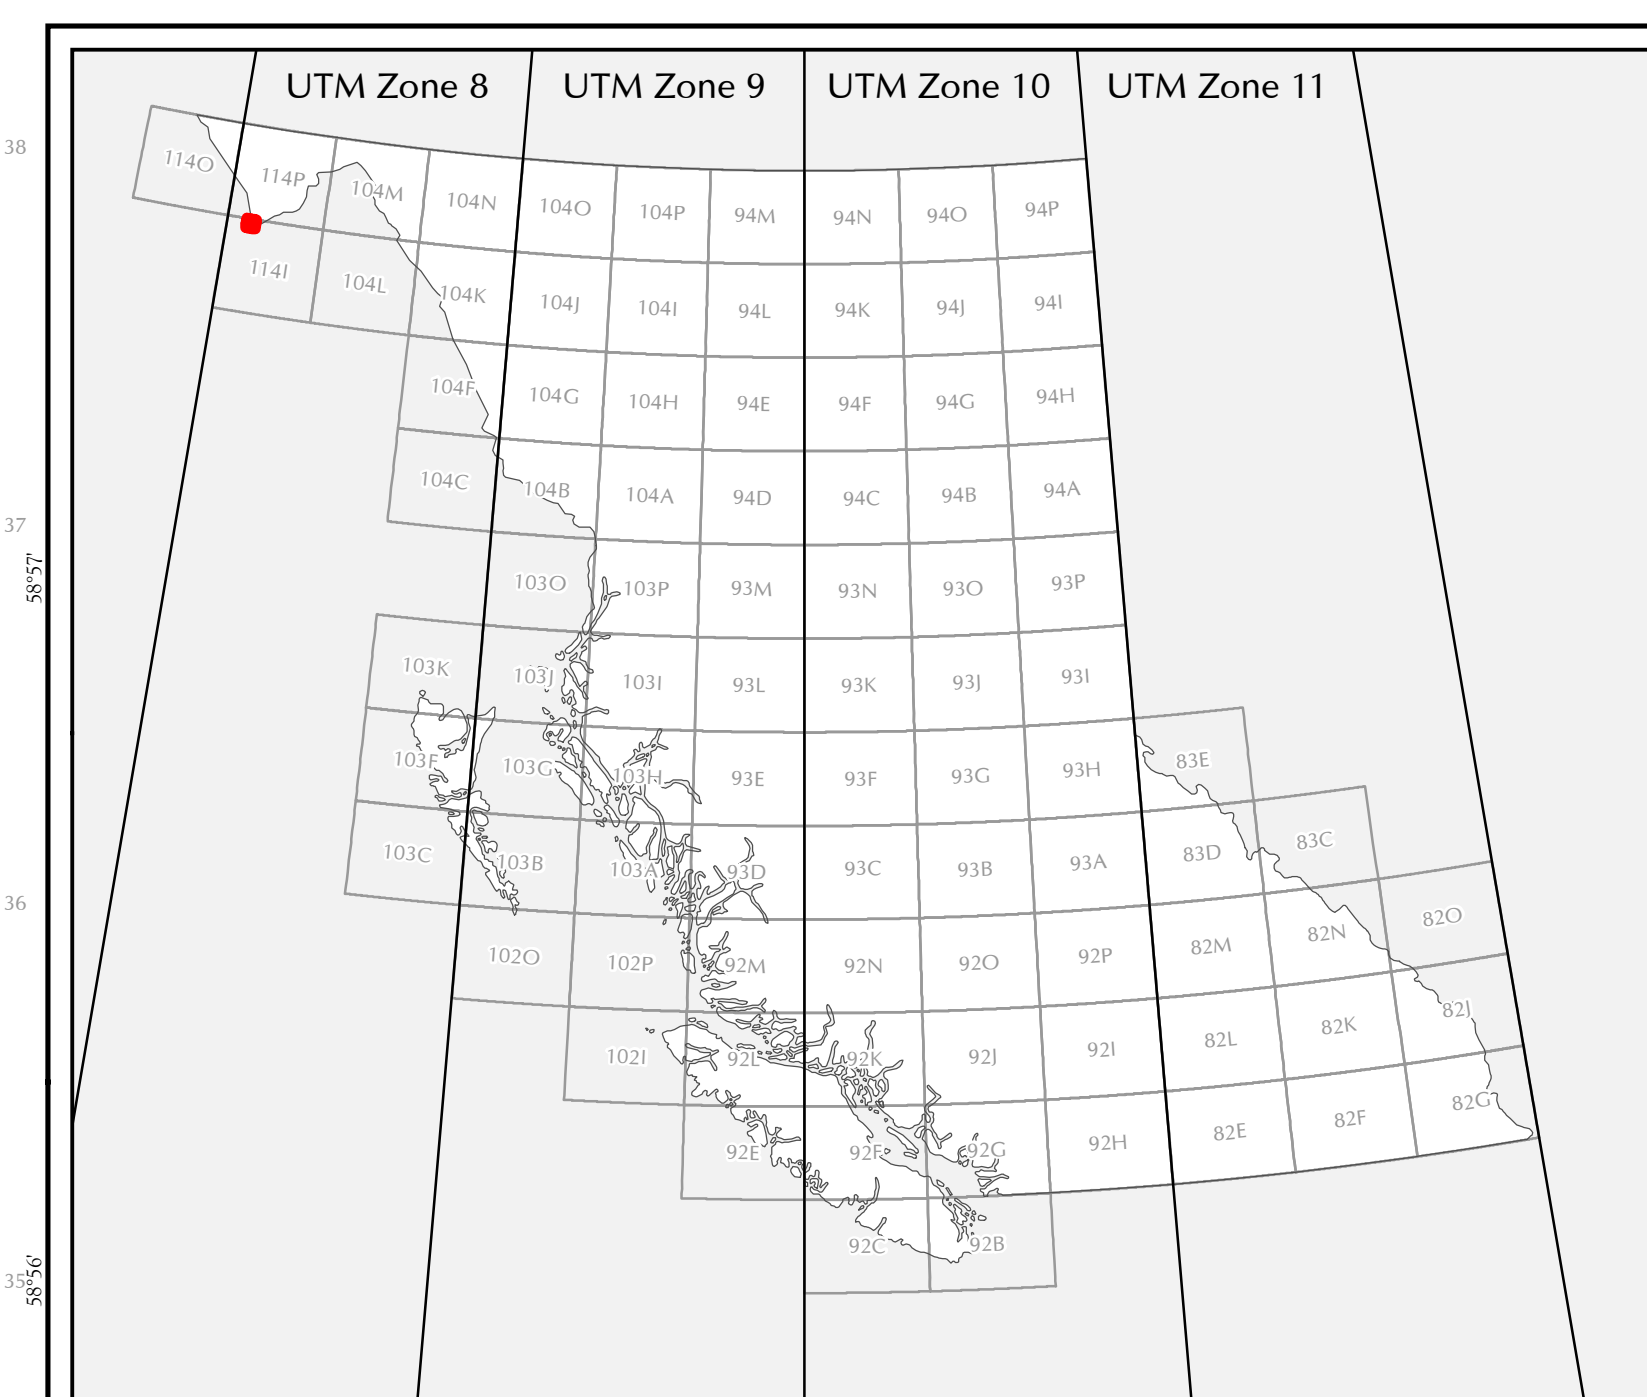 UTM Zone 8 UTM Zone 9 UTM Zone 10 UTM Zone 11
38
114O 114P 104M 104N 104O 104P 94M 94N 94O 94P
114I 104L 104K 104J 104I 94L 94K 94J 94I
104F 104G 104H 94E 94F 94G 94H
104C 104B 104A 94D 94C 94B 94A
37
58°57'
103O 103P 93M 93N 93O 93P
103K 103J 103I 93L 93K 93J 93I
103F 103G 103H 93E 93F 93G 93H 83E
103C 103B 103A 93D 93C 93B 93A 83D 83C
36
102O 102P 92M 92N 92O 92P 82M 82N 82O
102I 92L 92K 92J 92I 82L 82K 82J
92E 92F 92G 92H 82E 82F 82G
92C 92B
35
58°56'